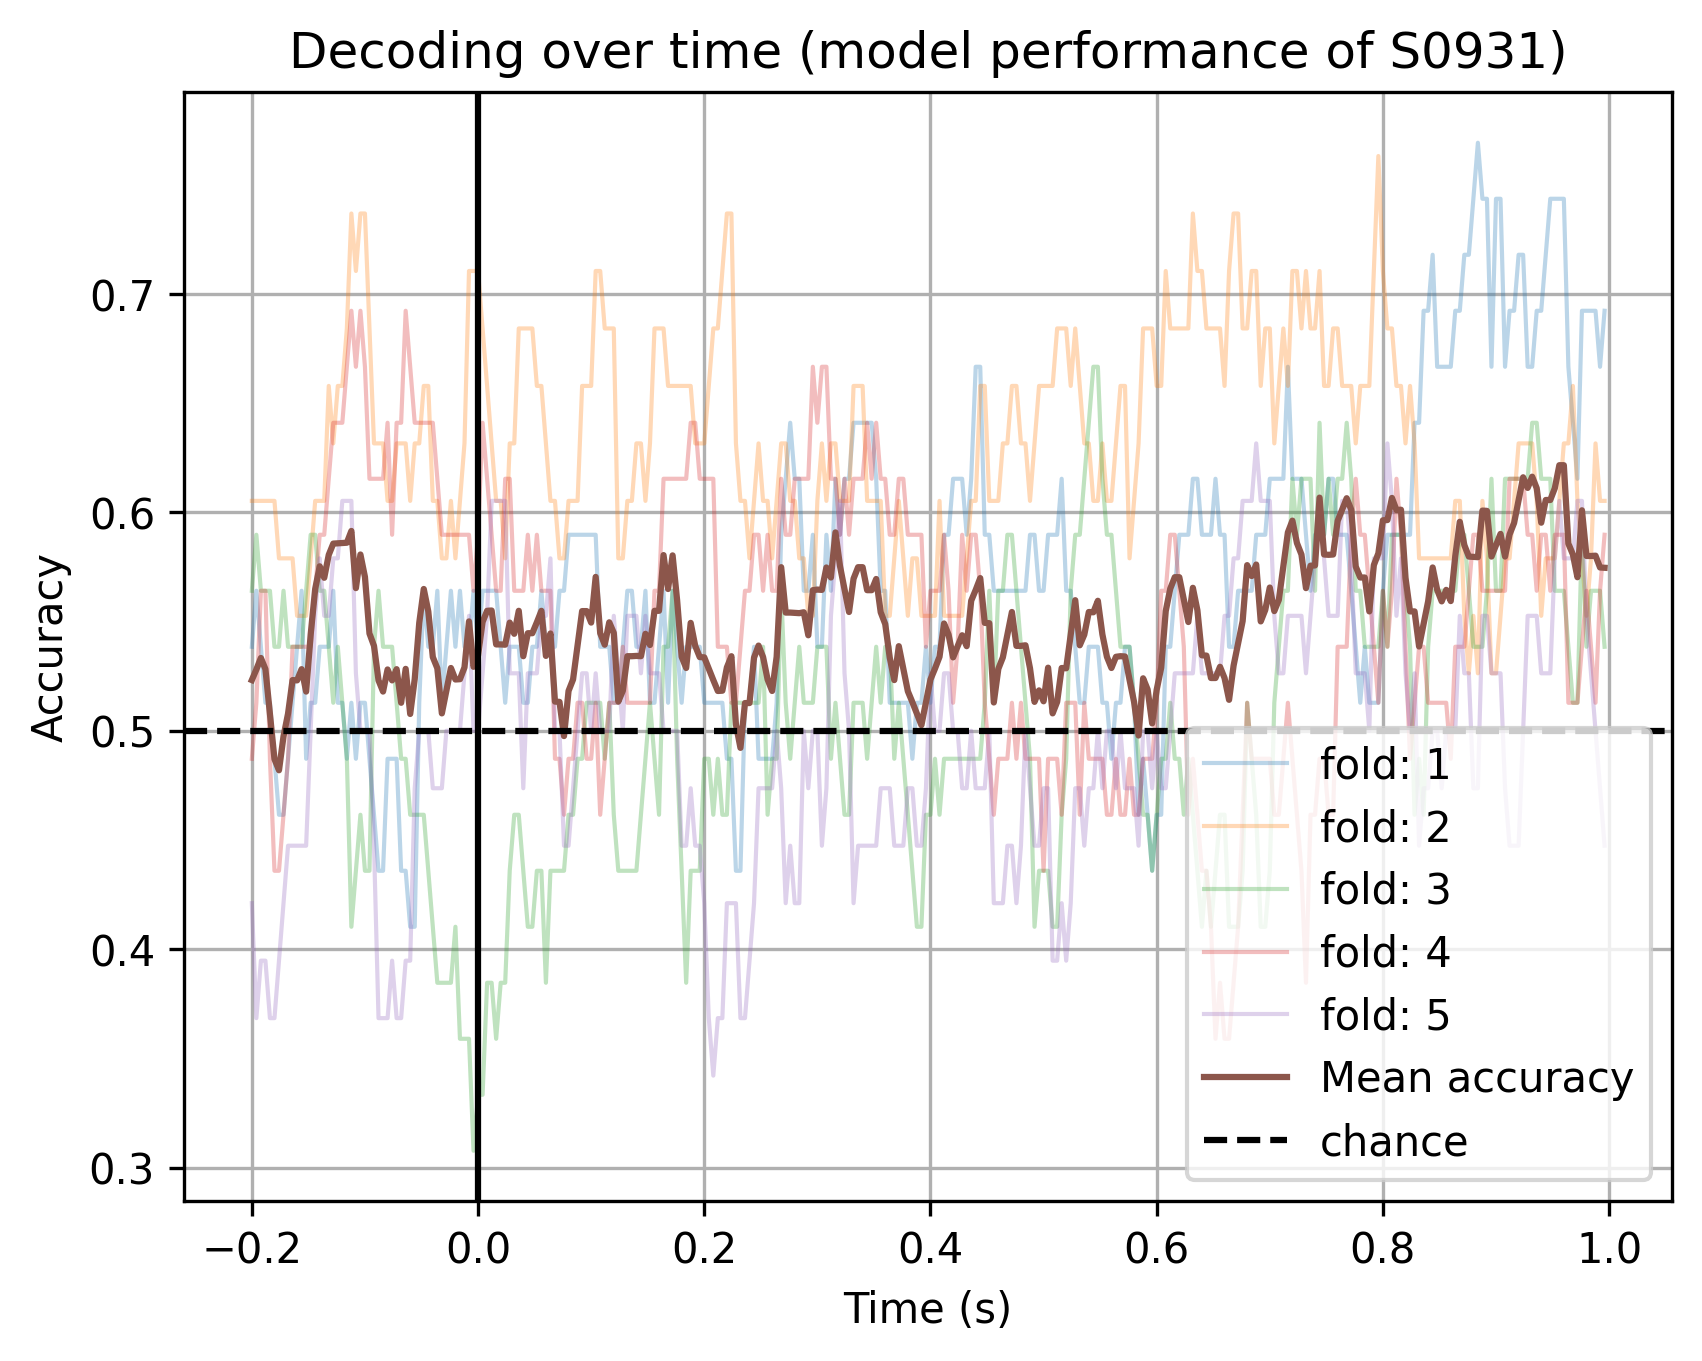 Decoding over time (model performance of S0931)
Accuracy
0.7
0.6
0.5
0.4
0.3
fold: 1
fold: 2
fold: 3
fold: 4
fold: 5
Mean accuracy
chance
−0.2 0.0 0.2 0.4 0.6 0.8 1.0
Time (s)